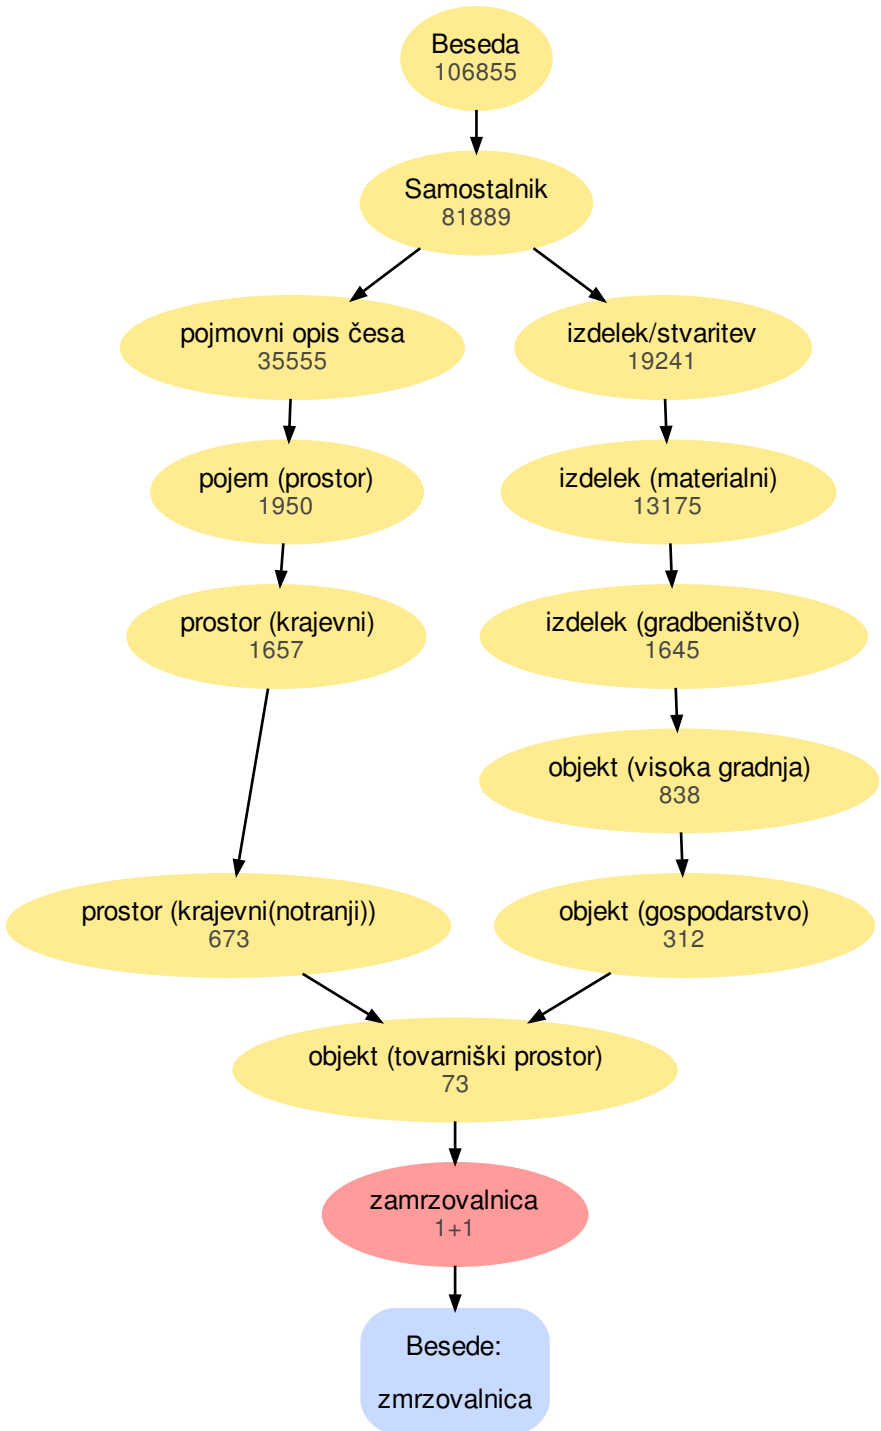 Beseda
106855
Samostalnik
81889
pojmovni opis česa
35555
izdelek/stvaritev
19241
pojem (prostor)
1950
izdelek (materialni)
13175
prostor (krajevni)
1657
izdelek (gradbeništvo)
1645
objekt (visoka gradnja)
838
prostor (krajevni(notranji))
673
objekt (gospodarstvo)
312
objekt (tovarniški prostor)
73
zamrzovalnica
1+1
Besede:
zmrzovalnica